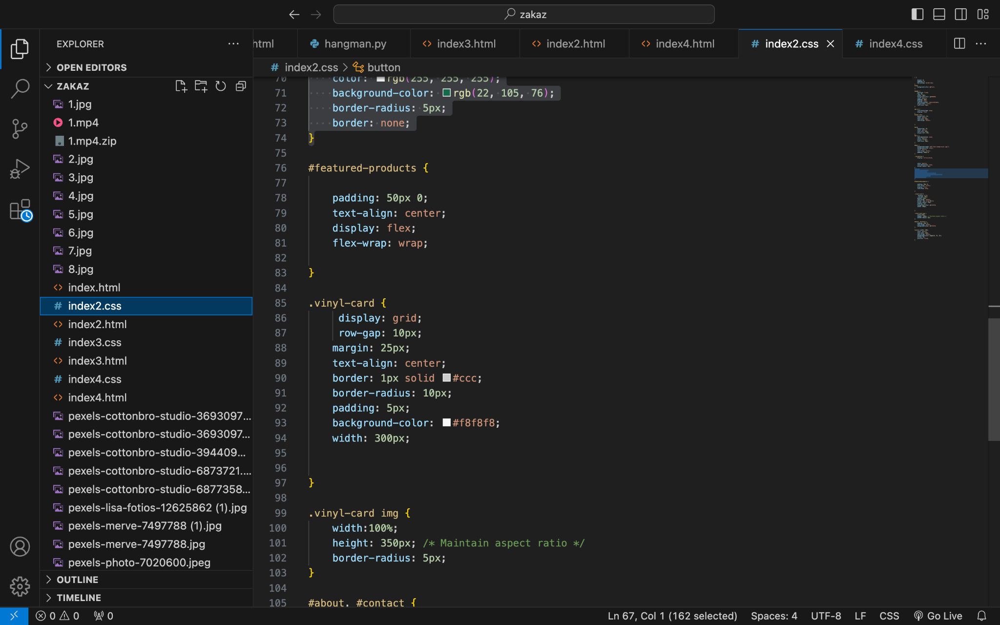 zakaz
EXPLORER
html
hangman.py
index3.html
index2.html
index4.html
# index2.css
# index4.css
OPEN EDITORS
# index2.css > button
ZAKAZ
1.jpg
1.mp4
1.mp4.zip
2.jpg
3.jpg
4.jpg
5.jpg
6.jpg
7.jpg
8.jpg
<> index.html
# index2.css
<> index2.html
# index3.css
<> index3.html
# index4.css
<> index4.html
pexels-cottonbro-studio-3693097...
pexels-cottonbro-studio-3693097...
pexels-cottonbro-studio-394409...
pexels-cottonbro-studio-6873721....
pexels-cottonbro-studio-6877358...
pexels-lisa-fotios-12625862 (1).jpg
pexels-merve-7497788 (1).jpg
pexels-merve-7497788.jpg
pexels-photo-7020600.jpeg
OUTLINE
TIMELINE
70 color: rgb(255, 255, 255);
71 background-color: rgb(22, 105, 76);
72 border-radius: 5px;
73 border: none;
74 }
75
76 #featured-products {
77
78 padding: 50px 0;
79 text-align: center;
80 display: flex;
81 flex-wrap: wrap;
82
83 }
84
85 .vinyl-card {
86 display: grid;
87 row-gap: 10px;
88 margin: 25px;
89 text-align: center;
90 border: 1px solid #ccc;
91 border-radius: 10px;
92 padding: 5px;
93 background-color: #f8f8f8;
94 width: 300px;
95
96
97 }
98
99 .vinyl-card img {
100 width:100%;
101 height: 350px; /* Maintain aspect ratio */
102 border-radius: 5px;
103 }
104
105 #about, #contact {
0 0 0
Ln 67, Col 1 (162 selected) Spaces: 4 UTF-8 LF CSS Go Live